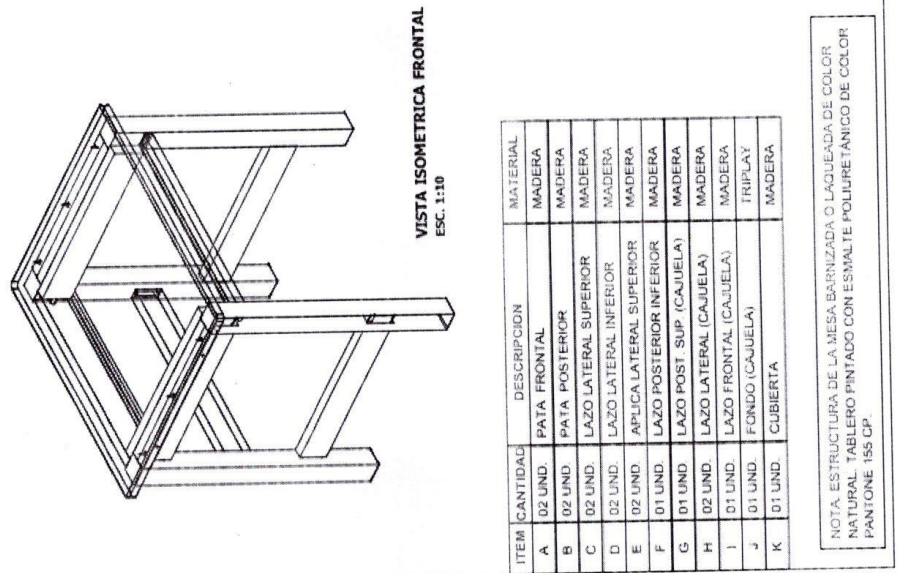 VISTA ISOMETRICA FRONTAL
ESC. 1:10
ITEM CANTIDAD DESCRIPCION MATERIAL
A 02 UND. PATA FRONTAL MADERA
B 02 UND. PATA POSTERIOR MADERA
C 02 UND. LAZO LATERAL SUPERIOR MADERA
D 02 UND. LAZO LATERAL INFERIOR MADERA
E 02 UND. APLICA LATERAL SUPERIOR MADERA
F 01 UND. LAZO POSTERIOR INFERIOR MADERA
G 01 UND. LAZO POST. SUP. (CAJUELA) MADERA
H 02 UND. LAZO LATERAL (CAJUELA) MADERA
I 01 UND. LAZO FRONTAL (CAJUELA) MADERA
J 01 UND. FONDO (CAJUELA) TRIPLAY
K 01 UND. CUBIERTA MADERA
NOTA. ESTRUCTURA DE LA MESA BARNIZADA O LAQUEADA DE COLOR
NATURAL. TABLERO PINTADO CON ESMALTE POLIURETÁNICO DE COLOR
PANTONE 155 CP.